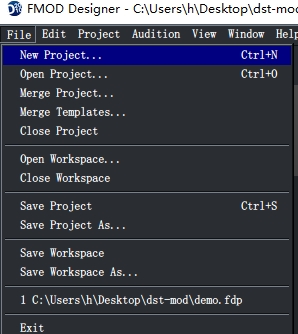 FMOD Designer - C:\Users\h\Desktop\dst-mod
File Edit Project Audition View Window Help
New Project... Ctrl+N
Open Project... Ctrl+O
Merge Project...
Merge Templates...
Close Project
Open Workspace...
Close Workspace
Save Project Ctrl+S
Save Project As...
Save Workspace
Save Workspace As...
1 C:\Users\h\Desktop\dst-mod\demo.fdp
Exit